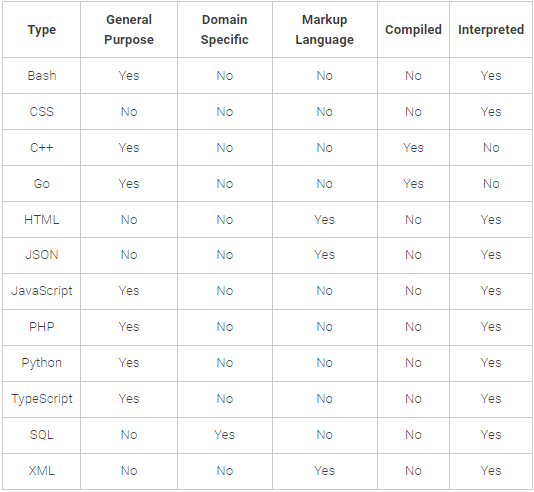 Type General Purpose Domain Specific Markup Language Compiled Interpreted
Bash Yes No No No Yes
CSS No No No No Yes
C++ Yes No No Yes No
Go Yes No No Yes No
HTML No No Yes No Yes
JSON No No Yes No Yes
JavaScript Yes No No No Yes
PHP Yes No No No Yes
Python Yes No No No Yes
TypeScript Yes No No No Yes
SQL No Yes No No Yes
XML No No Yes No Yes